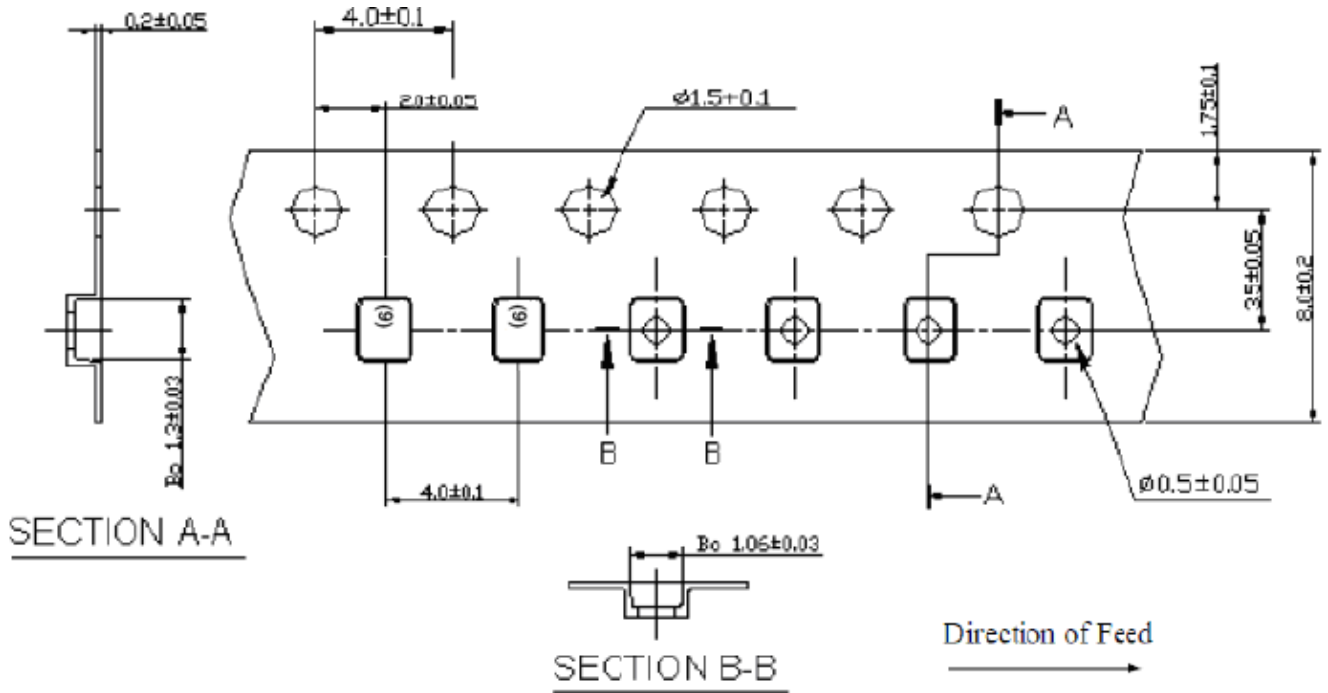 0.2±0.05
4.0±0.1
2.0±0.05
ø1.5+0.1
A
1.75±0.1
3.5±0.05
8.0±0.2
(6)
(6)
Bo 1.3±0.03
B
B
4.0±0.1
A
ø0.5±0.05
SECTION A-A
Bo 1.06±0.03
SECTION B-B
Direction of Feed